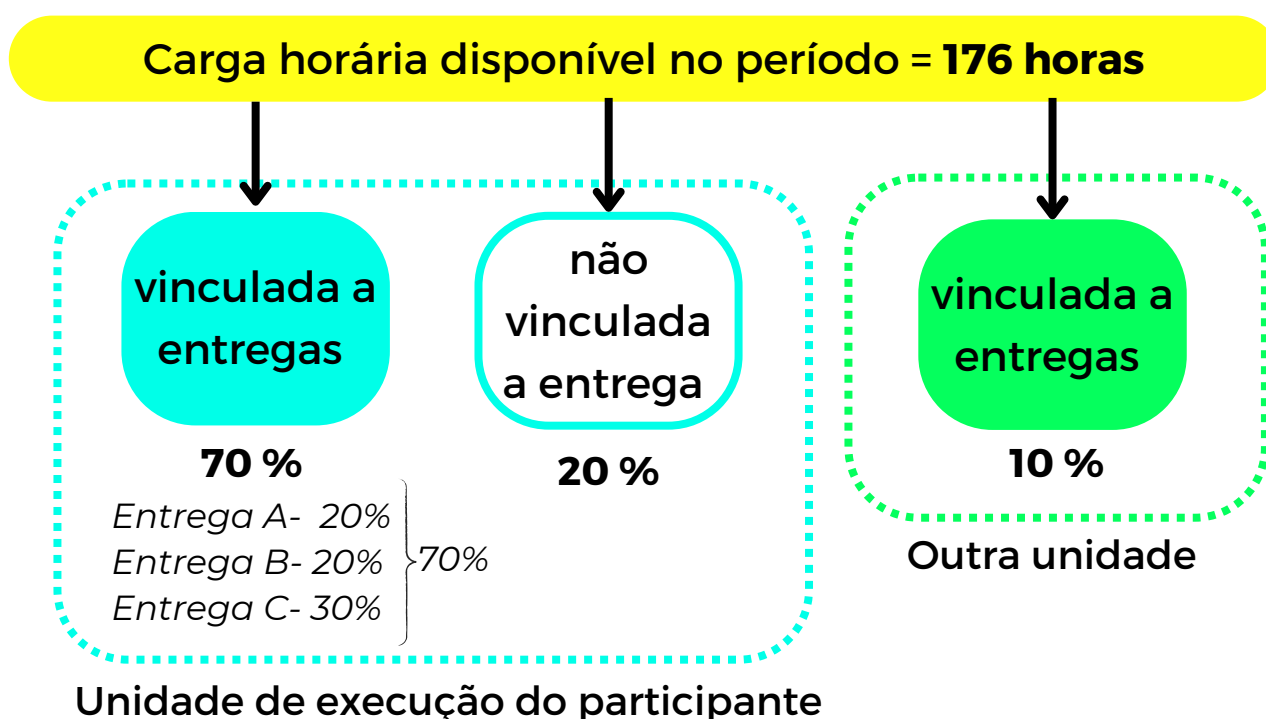 Carga horária disponível no período = 176 horas
vinculada a
entregas
70 %
Entrega A- 20%
Entrega B- 20%
Entrega C- 30%
70%
não
vinculada
a entrega
20 %
Unidade de execução do participante
vinculada a
entregas
10 %
Outra unidade